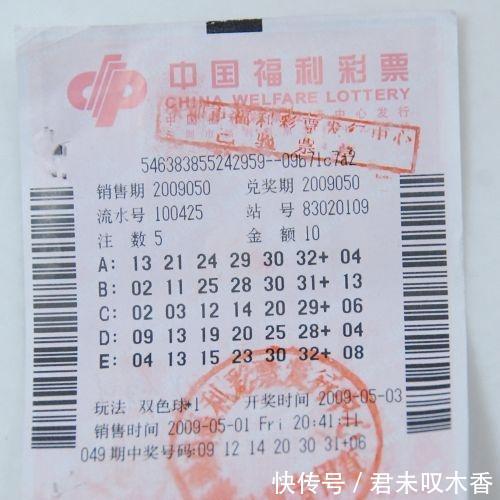 中国福利彩票
CHINA WELFARE LOTTERY
中心发行
546383855242959--09b71c7a2
销售期 2009050 兑奖期 2009050
流水号 100425 站 号 83020109
注 数 5 金 额 10
A: 13 21 24 29 30 32+ 04
B: 02 11 25 28 30 31+ 13
C: 02 03 12 14 20 29+ 06
D: 09 13 19 20 25 28+ 04
E: 04 13 15 23 30 32+ 08
玩法 双色球*1 开奖时间 2009-05-03
销售时间 2009-05-01 Fri 20:41:11
049期中奖号码:09 12 14 20 30 31+06
快传号 / 君未叹木香